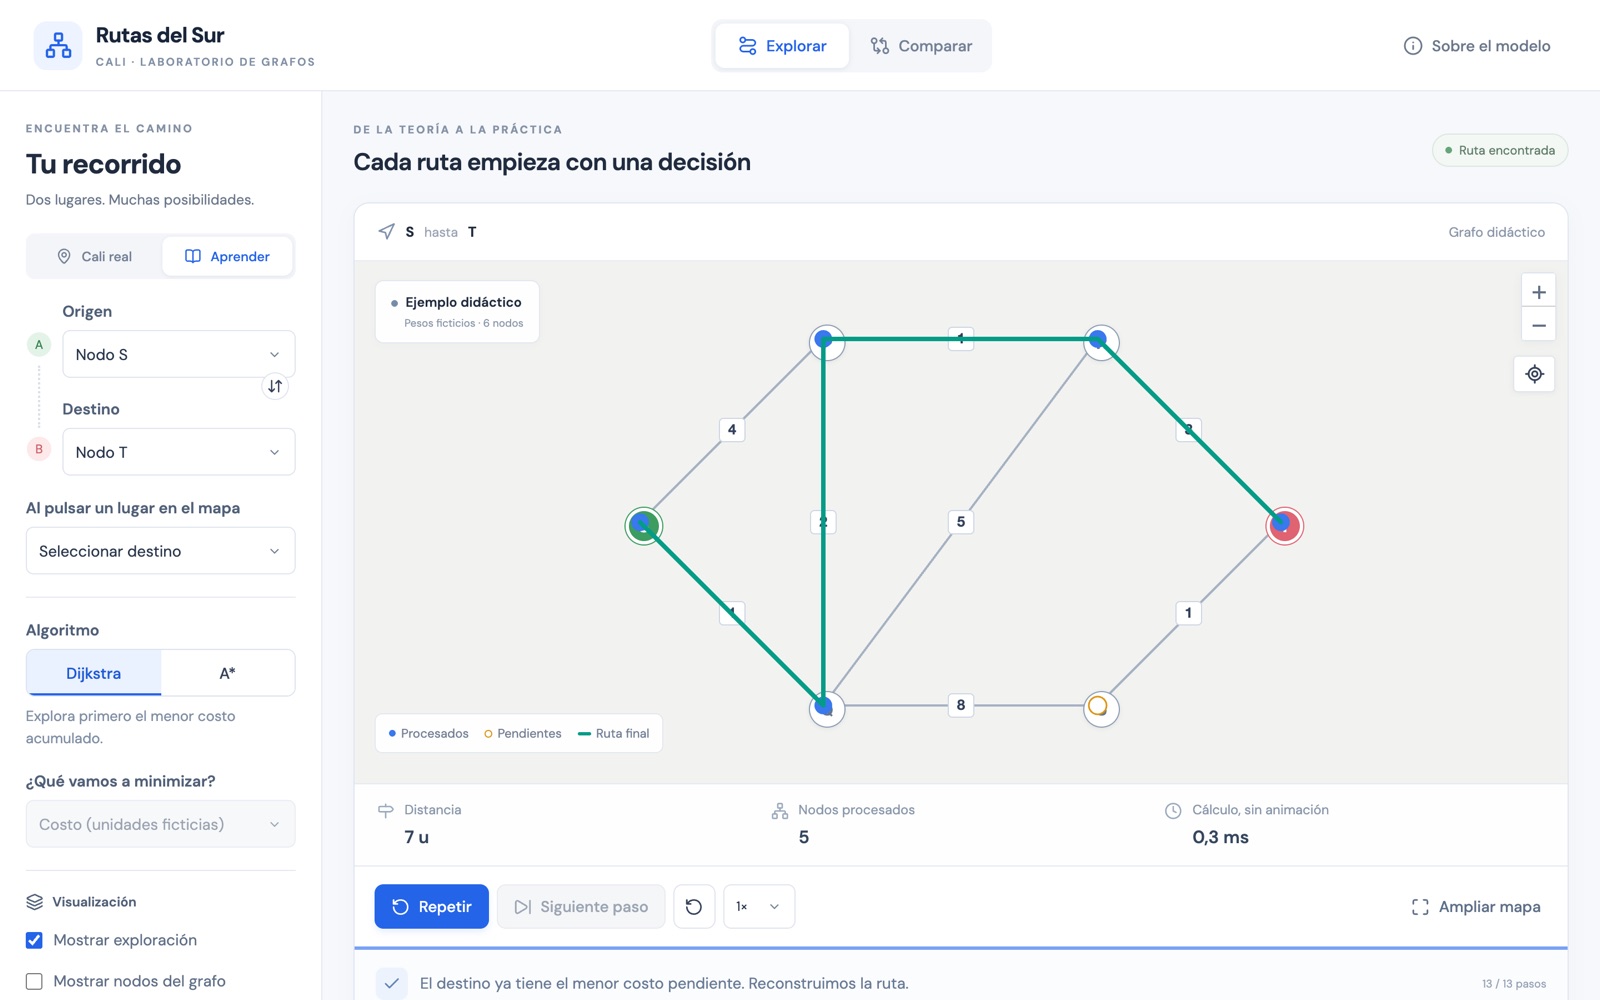 Rutas del Sur
CALI · LABORATORIO DE GRAFOS
Explorar
Comparar
Sobre el modelo
ENCUENTRA EL CAMINO
Tu recorrido
Dos lugares. Muchas posibilidades.
Cali real
Aprender
Origen
A
Nodo S
Destino
B
Nodo T
Al pulsar un lugar en el mapa
Seleccionar destino
Algoritmo
Dijkstra
A*
Explora primero el menor costo
acumulado.
¿Qué vamos a minimizar?
Costo (unidades ficticias)
Visualización
Mostrar exploración
Mostrar nodos del grafo
DE LA TEORÍA A LA PRÁCTICA
Cada ruta empieza con una decisión
Ruta encontrada
S hasta T
Grafo didáctico
Ejemplo didáctico
Pesos ficticios · 6 nodos
+
−
4
2
5
1
8
Procesados
Pendientes
Ruta final
Distancia
7 u
Nodos procesados
5
Cálculo, sin animación
0,3 ms
Repetir
Siguiente paso
1×
Ampliar mapa
El destino ya tiene el menor costo pendiente. Reconstruimos la ruta.
13 / 13 pasos